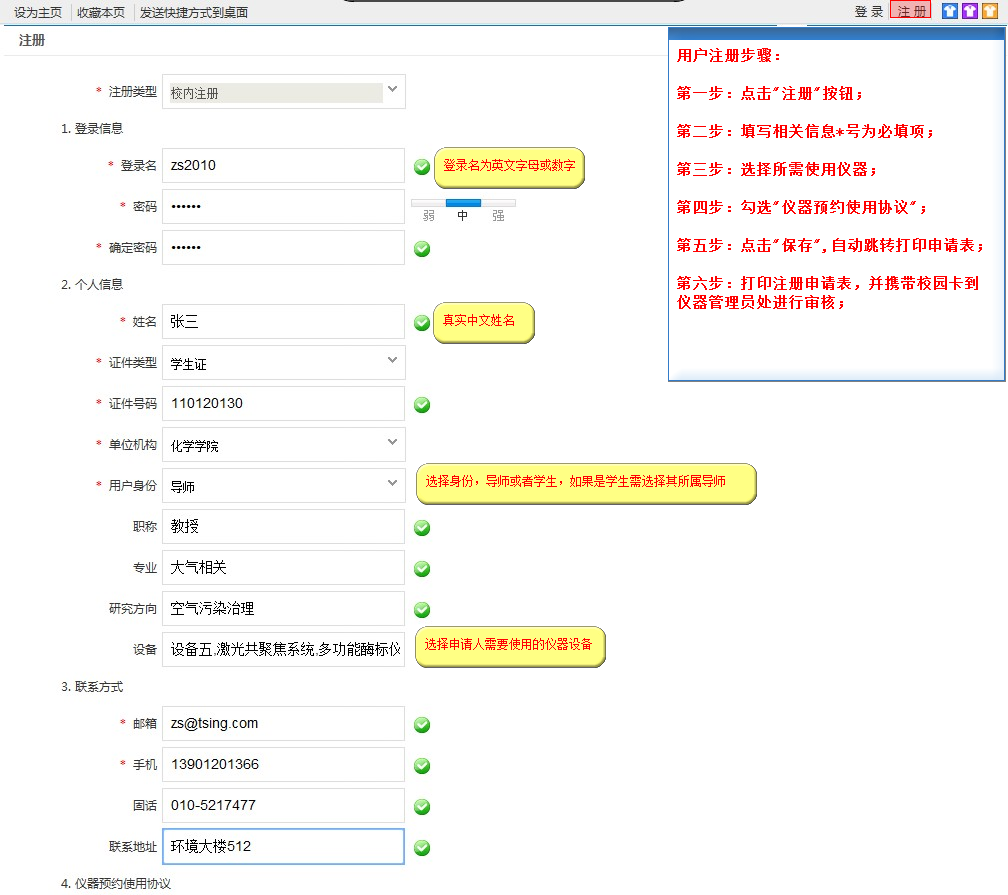 设为主页 收藏本页 发送快捷方式到桌面 登 录 注 册
注册
用户注册步骤：
第一步：点击"注册"按钮；
第二步：填写相关信息*号为必填项；
第三步：选择所需使用仪器；
第四步：勾选"仪器预约使用协议"；
第五步：点击"保存",自动跳转打印申请表；
第六步：打印注册申请表，并携带校园卡到
仪器管理员处进行审核；
* 注册类型 校内注册
1. 登录信息
* 登录名 zs2010 登录名为英文字母或数字
* 密码 ••••••
弱 中 强
* 确定密码 ••••••
2. 个人信息
* 姓名 张三 真实中文姓名
* 证件类型 学生证
* 证件号码 110120130
* 单位机构 化学学院
* 用户身份 导师 选择身份，导师或者学生，如果是学生需选择其所属导师
职称 教授
专业 大气相关
研究方向 空气污染治理
设备 设备五,激光共聚焦系统,多功能酶标仪 选择申请人需要使用的仪器设备
3. 联系方式
* 邮箱 zs@tsing.com
* 手机 13901201366
固话 010-5217477
联系地址 环境大楼512
4. 仪器预约使用协议